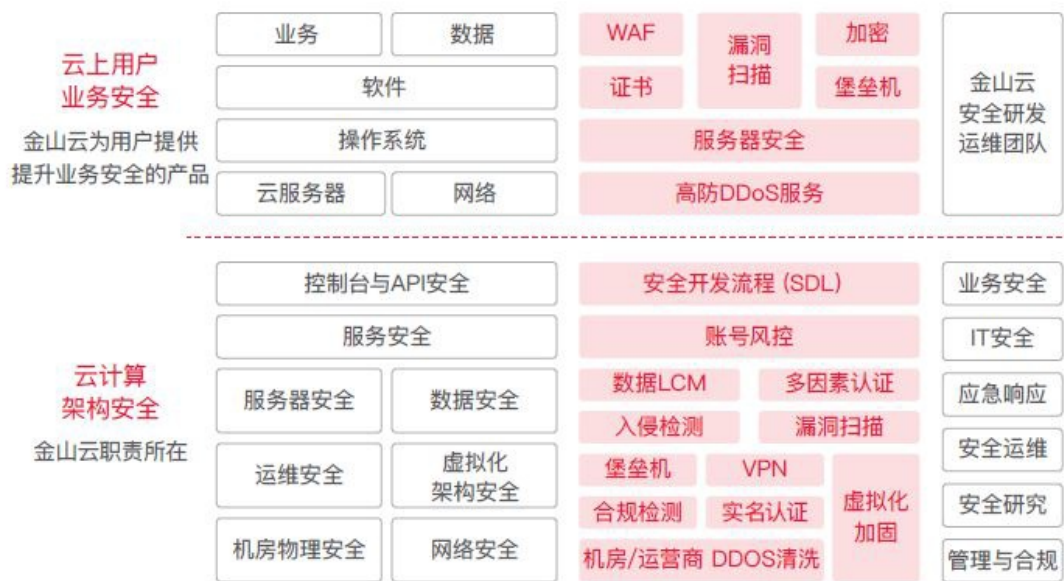 云上用户
业务安全
金山云为用户提供
提升业务安全的产品
业务
数据
软件
操作系统
云服务器
网络
WAF
漏洞
扫描
加密
证书
堡垒机
服务器安全
高防DDoS服务
金山云
安全研发
运维团队
云计算
架构安全
金山云职责所在
控制台与API安全
服务安全
服务器安全
数据安全
运维安全
虚拟化
架构安全
机房物理安全
网络安全
安全开发流程 (SDL)
账号风控
数据LCM
多因素认证
入侵检测
漏洞扫描
堡垒机
VPN
合规检测
实名认证
虚拟化
加固
机房/运营商 DDOS清洗
业务安全
IT安全
应急响应
安全运维
安全研究
管理与合规